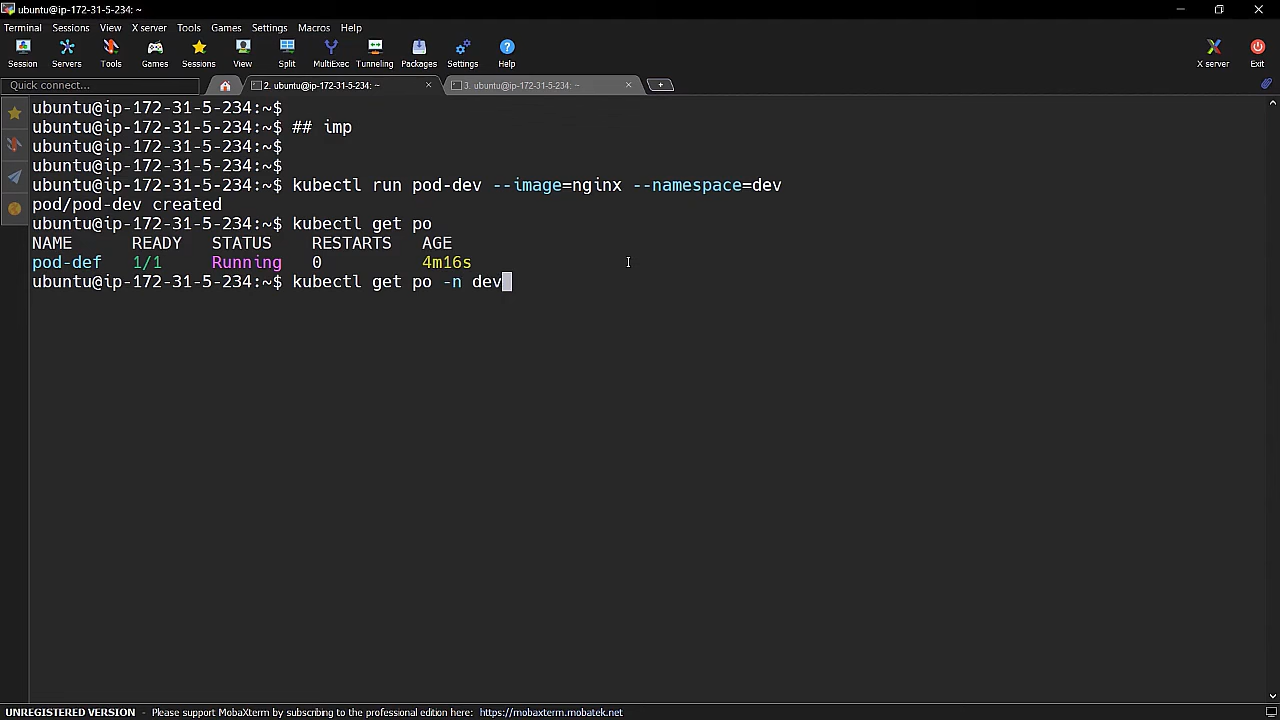 ubuntu@ip-172-31-5-234: ~
Terminal Sessions View X server Tools Games Settings Macros Help
Session Servers Tools Games Sessions View Split MultiExec Tunneling Packages Settings Help X server Exit
Quick connect... 2. ubuntu@ip-172-31-5-234: ~ 3. ubuntu@ip-172-31-5-234: ~
ubuntu@ip-172-31-5-234:~$
ubuntu@ip-172-31-5-234:~$ ## imp
ubuntu@ip-172-31-5-234:~$
ubuntu@ip-172-31-5-234:~$
ubuntu@ip-172-31-5-234:~$ kubectl run pod-dev --image=nginx --namespace=dev
pod/pod-dev created
ubuntu@ip-172-31-5-234:~$ kubectl get po
NAME READY STATUS RESTARTS AGE
pod-def 1/1 Running 0 4m16s
ubuntu@ip-172-31-5-234:~$ kubectl get po -n dev
UNREGISTERED VERSION - Please support MobaXterm by subscribing to the professional edition here: https://mobaxterm.mobatek.net